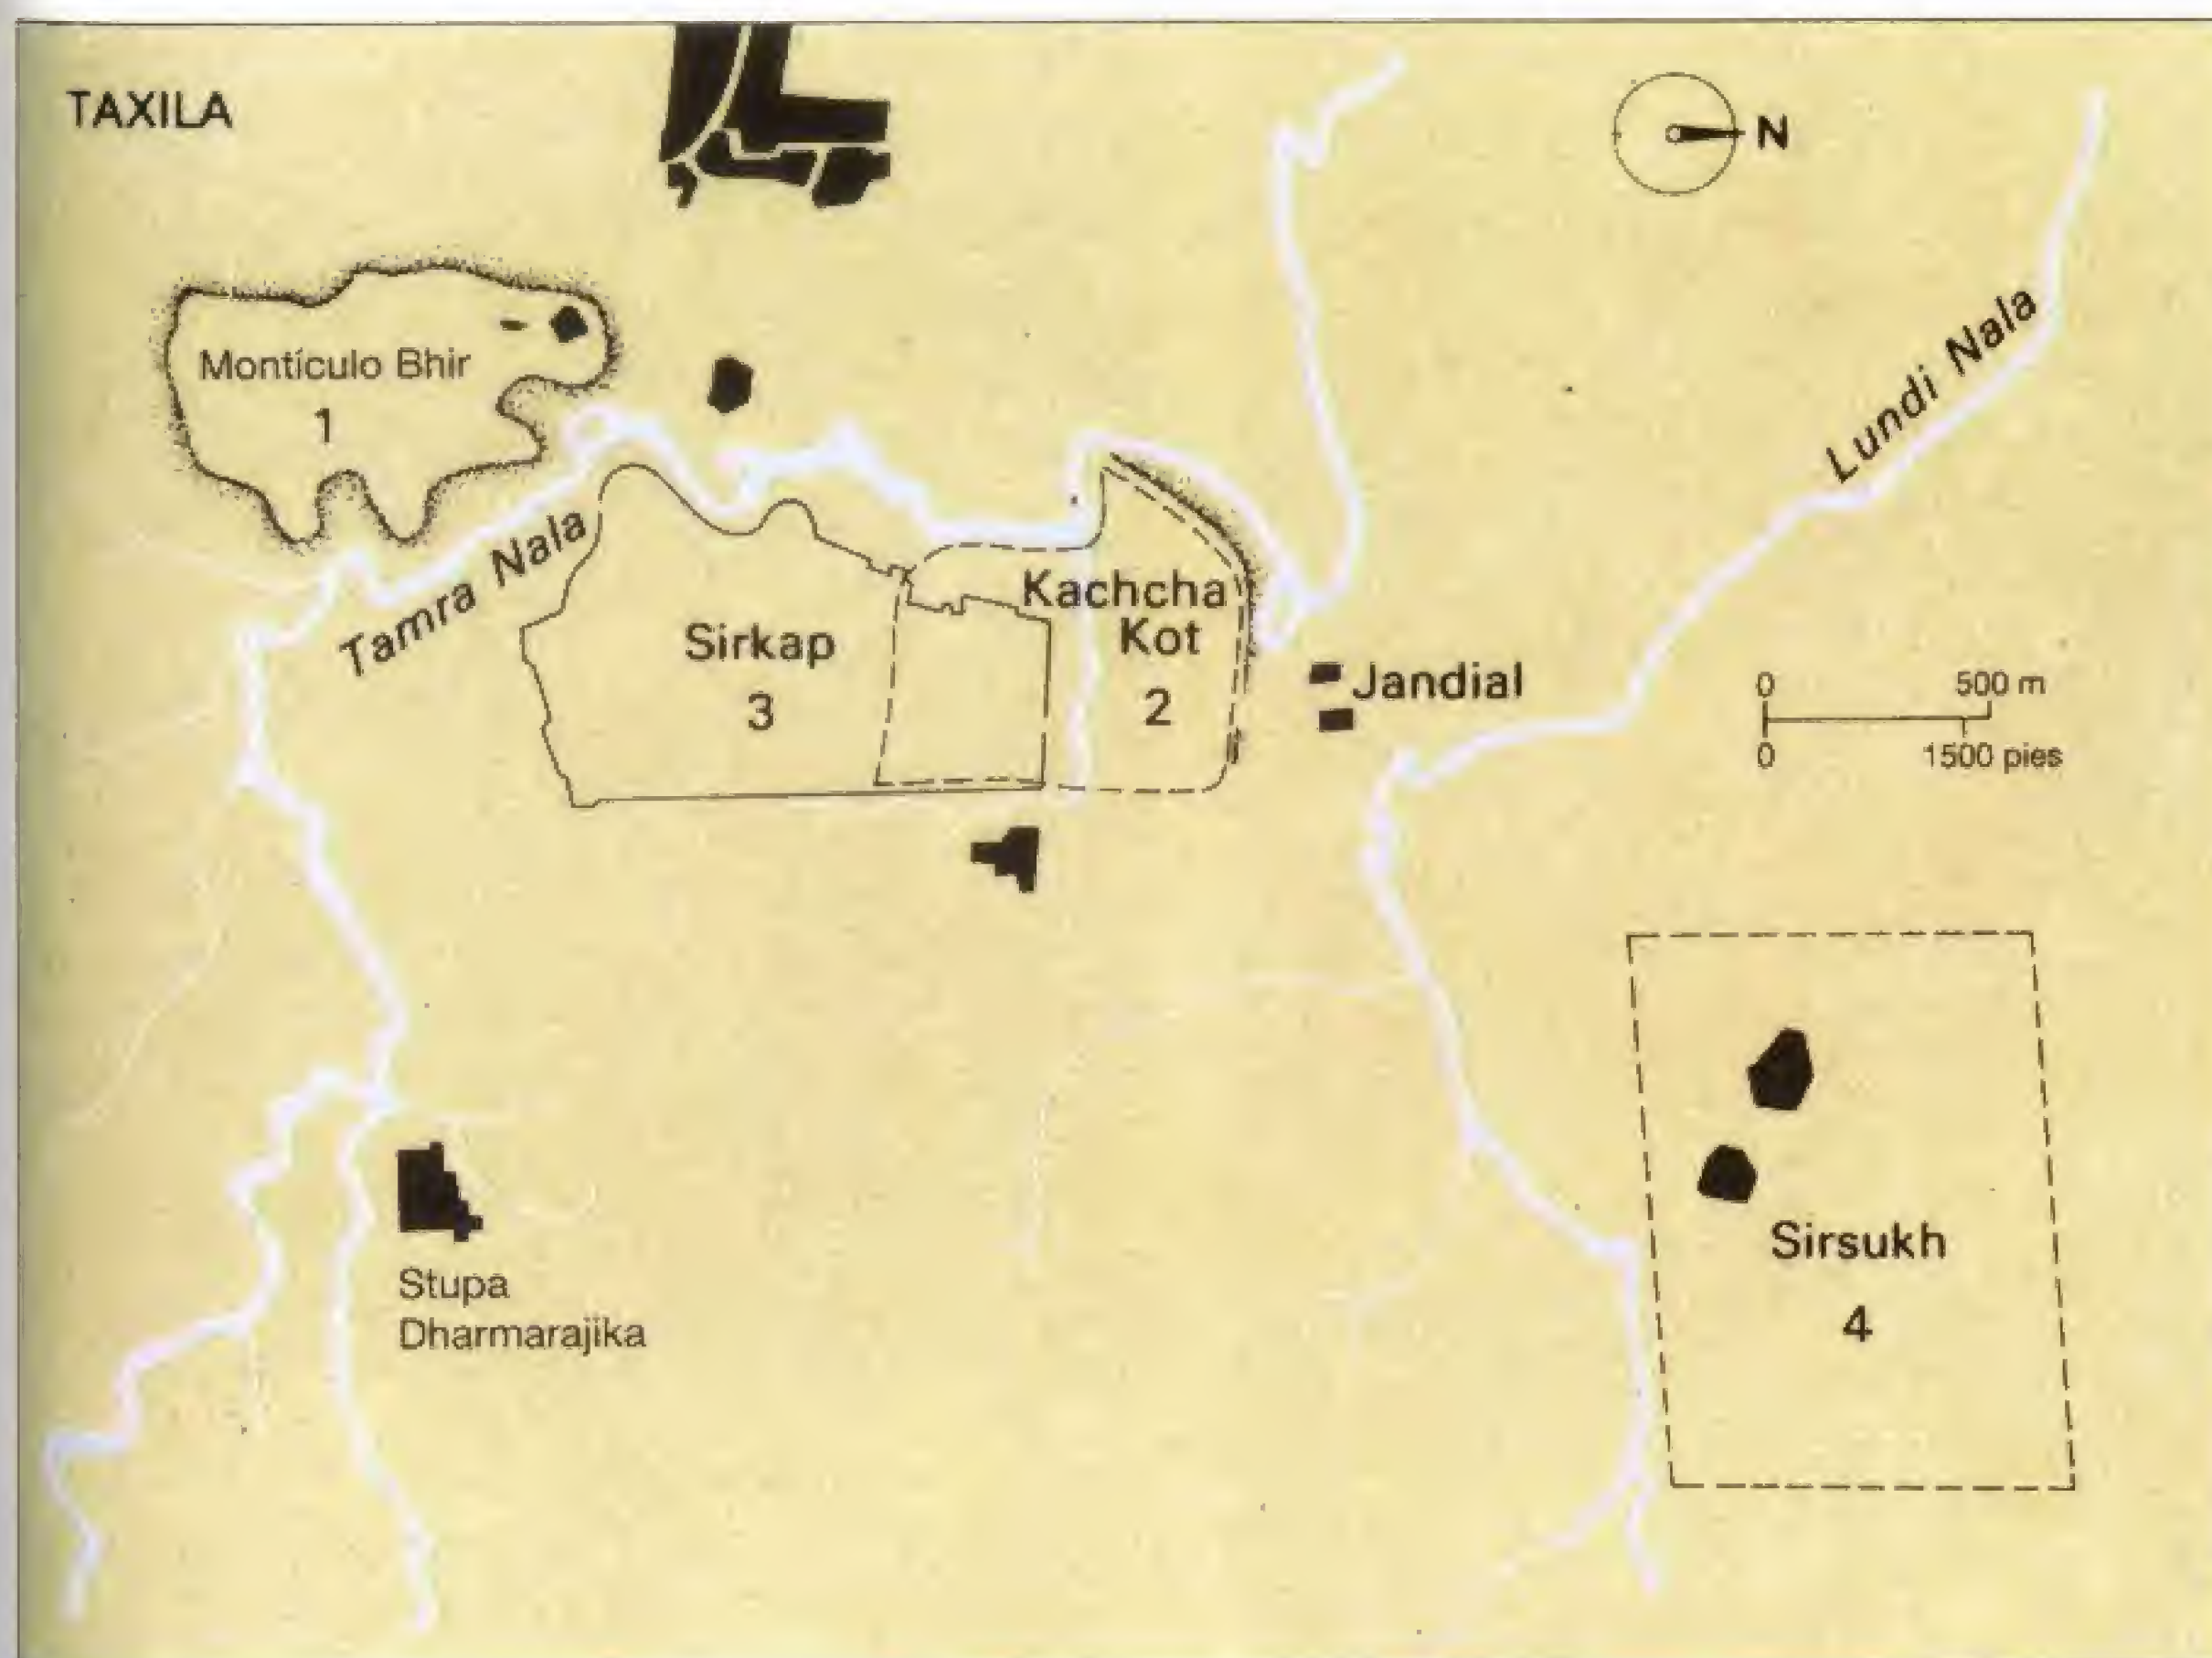 TAXILA
N
Montículo Bhir
1
Lundi Nala
Tamra Nala
Kachcha
Kot
2
Sirkap
3
Jandial
0 500 m
0 1500 pies
Stupa
Dharmarajika
Sirsukh
4